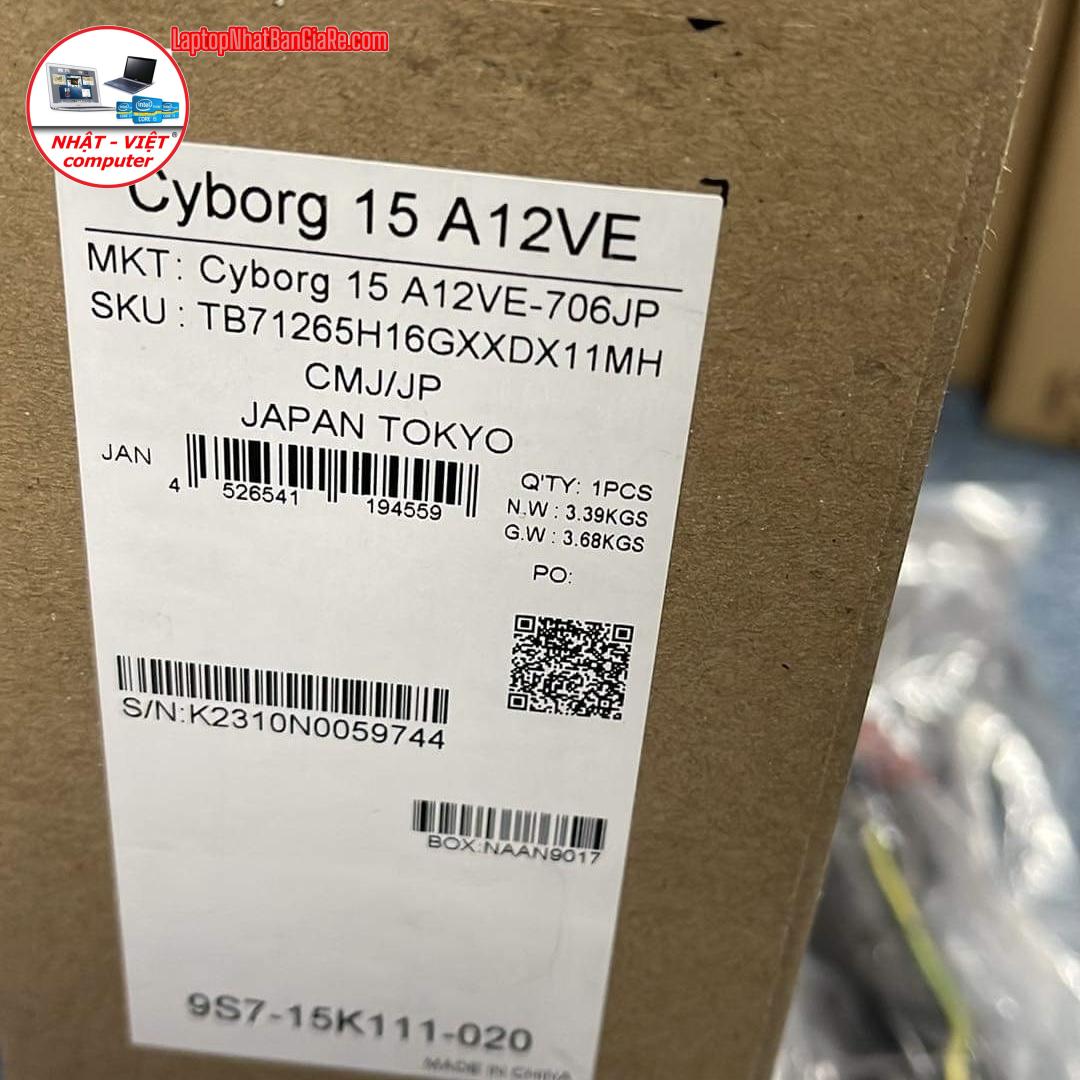 LaptopNhatBanGiaRe.com
NHẬT - VIỆT®
computer
Cyborg 15 A12VE
MKT: Cyborg 15 A12VE-706JP
SKU : TB71265H16GXXDX11MH
CMJ/JP
JAPAN TOKYO
JAN
4 526541 194559
Q'TY: 1PCS
N.W : 3.39KGS
G.W : 3.68KGS
PO:
S/N:K2310N0059744
BOX:NAAN9017
9S7-15K111-020
MADE IN CHINA